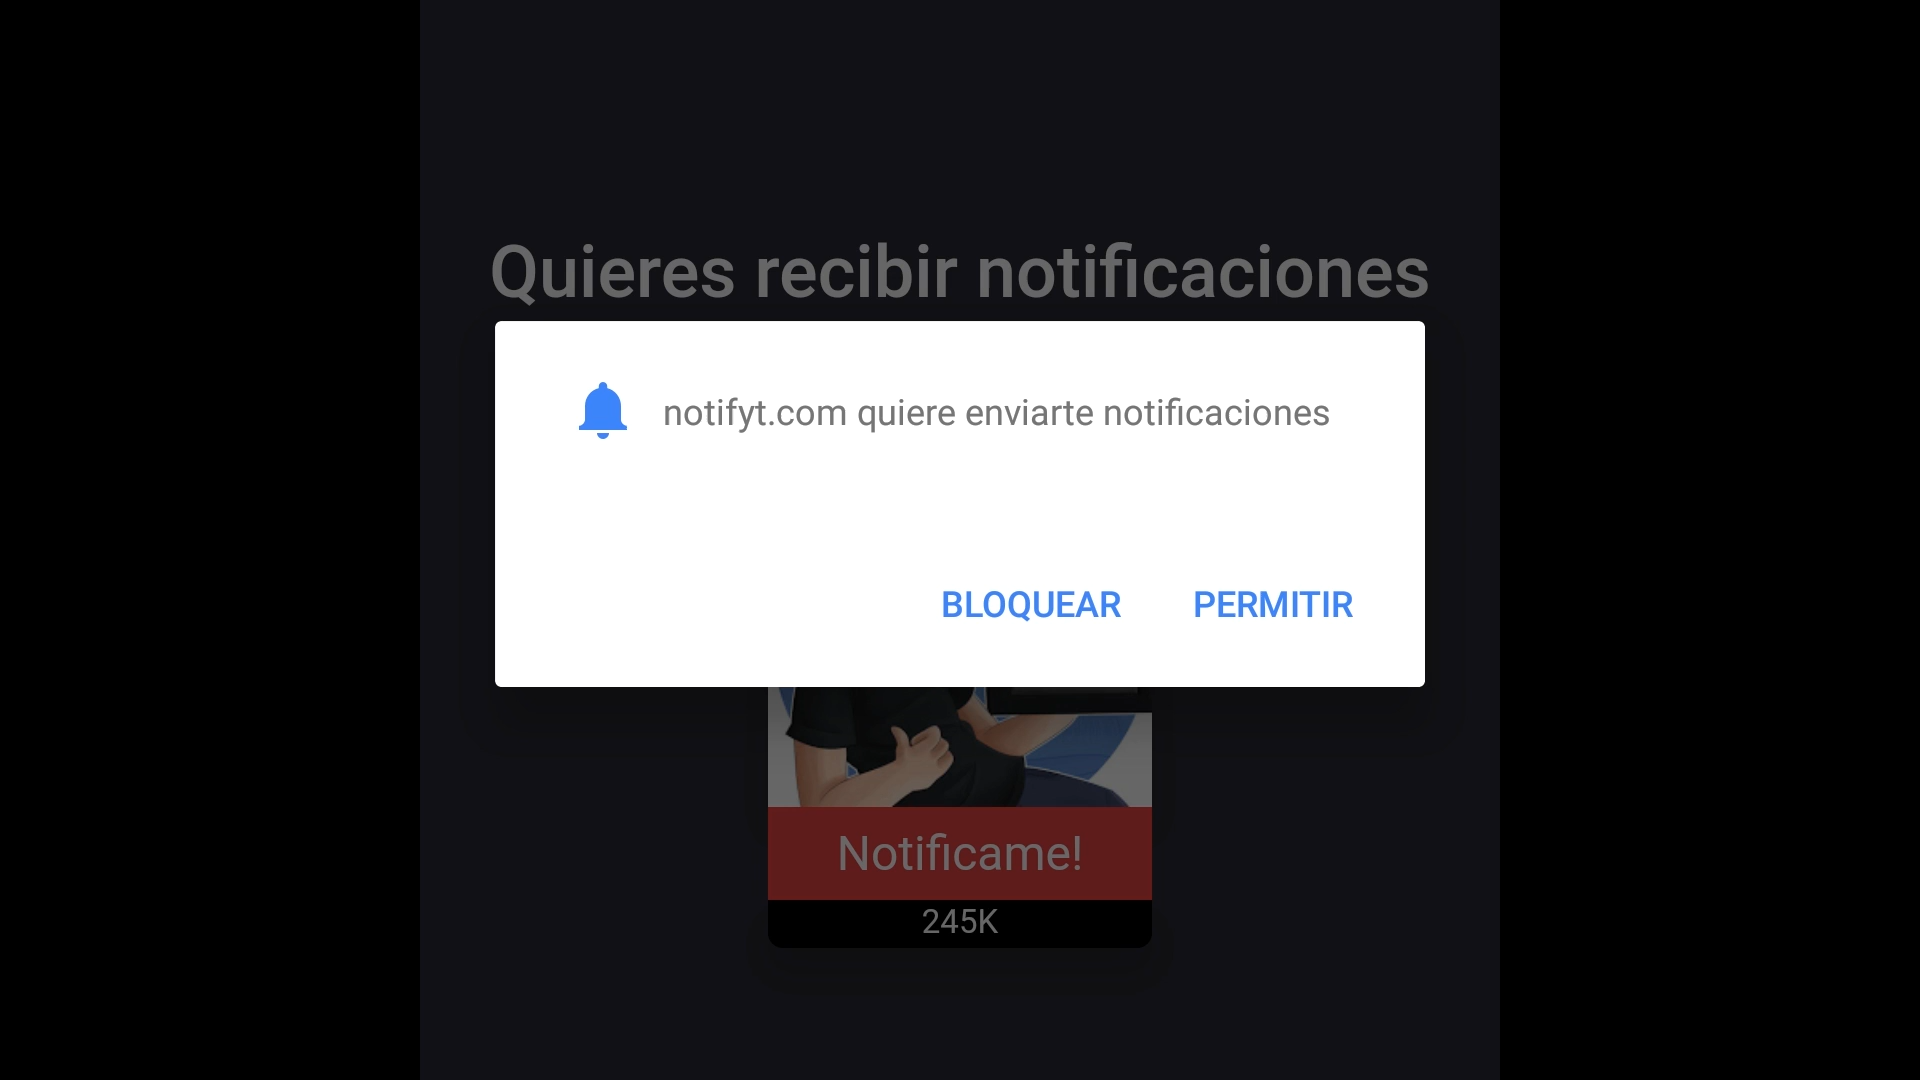 Quieres recibir notificaciones
notifyt.com quiere enviarte notificaciones
BLOQUEAR PERMITIR
Notificame!
245K